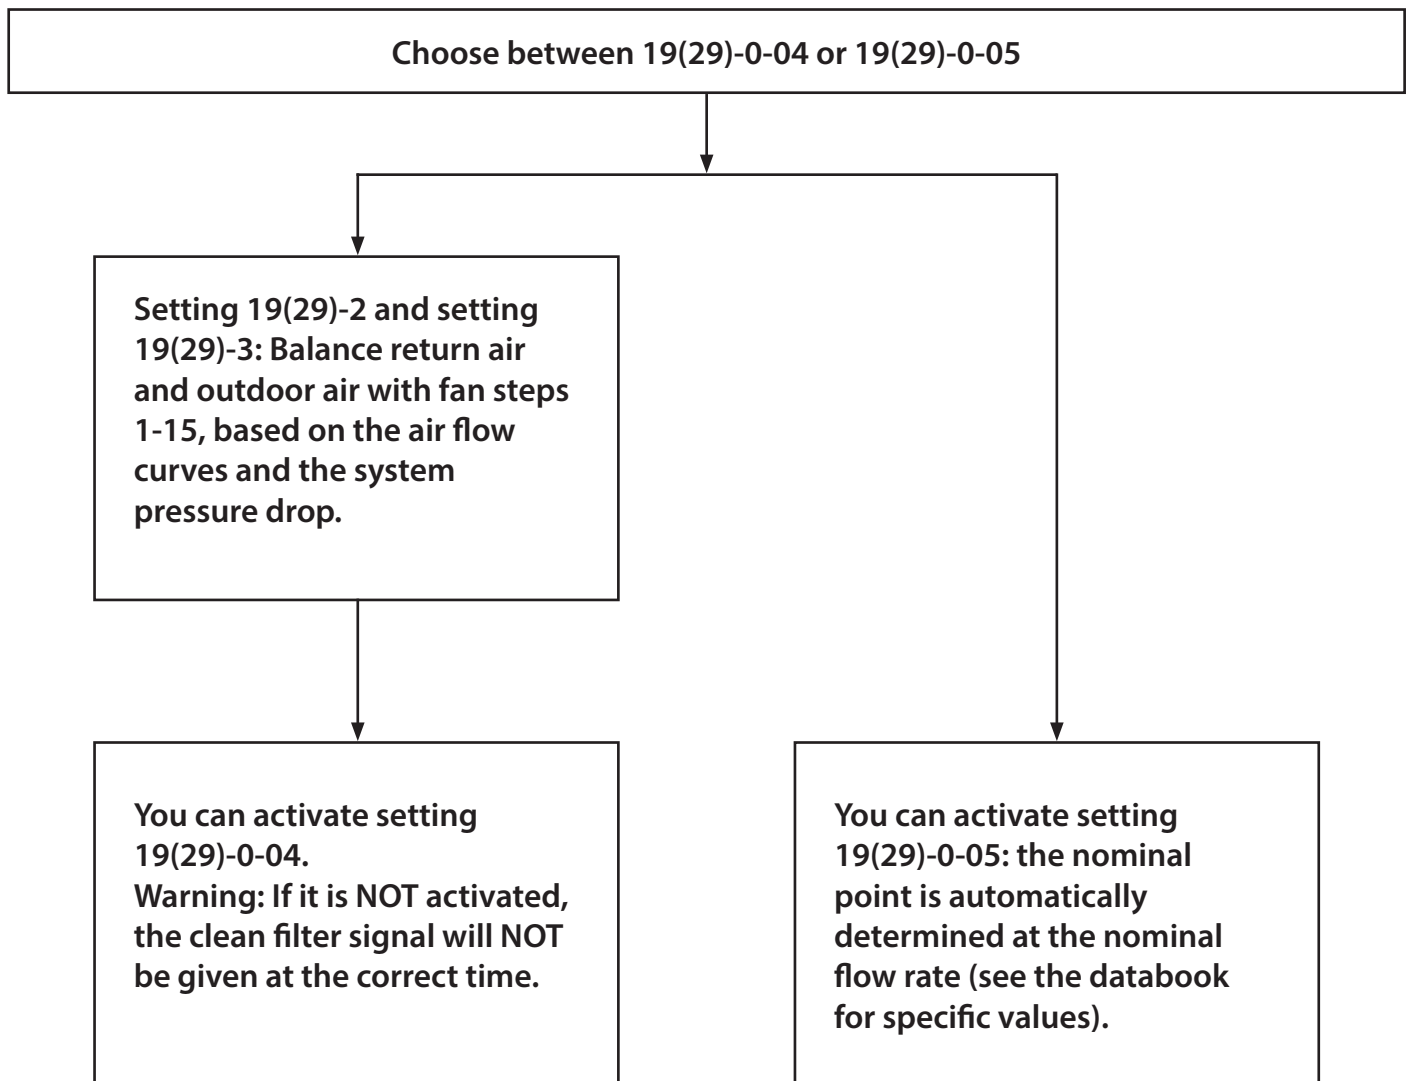 Choose between 19(29)-0-04 or 19(29)-0-05
Setting 19(29)-2 and setting
19(29)-3: Balance return air
and outdoor air with fan steps
1-15, based on the air flow
curves and the system
pressure drop.
You can activate setting
19(29)-0-04.
Warning: If it is NOT activated,
the clean filter signal will NOT
be given at the correct time.
You can activate setting
19(29)-0-05: the nominal
point is automatically
determined at the nominal
flow rate (see the databook
for specific values).